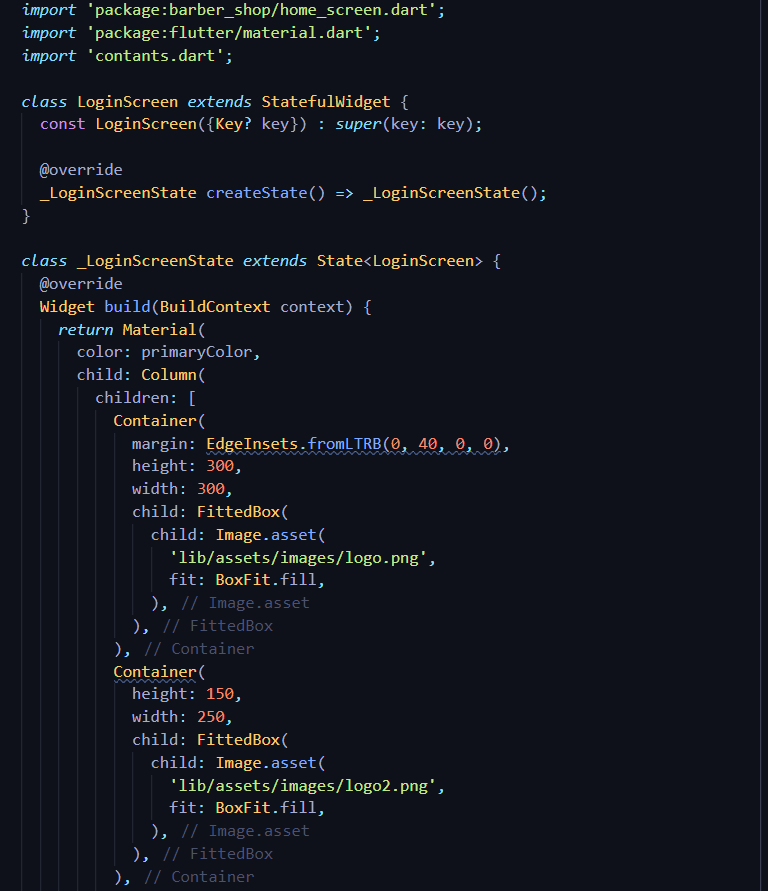 import 'package:barber_shop/home_screen.dart';
import 'package:flutter/material.dart';
import 'contants.dart';

class LoginScreen extends StatefulWidget {
  const LoginScreen({Key? key}) : super(key: key);

  @override
  _LoginScreenState createState() => _LoginScreenState();
}

class _LoginScreenState extends State<LoginScreen> {
  @override
  Widget build(BuildContext context) {
    return Material(
      color: primaryColor,
      child: Column(
        children: [
          Container(
            margin: EdgeInsets.fromLTRB(0, 40, 0, 0),
            height: 300,
            width: 300,
            child: FittedBox(
              child: Image.asset(
                'lib/assets/images/logo.png',
                fit: BoxFit.fill,
              ), // Image.asset
            ), // FittedBox
          ), // Container
          Container(
            height: 150,
            width: 250,
            child: FittedBox(
              child: Image.asset(
                'lib/assets/images/logo2.png',
                fit: BoxFit.fill,
              ), // Image.asset
            ), // FittedBox
          ), // Container